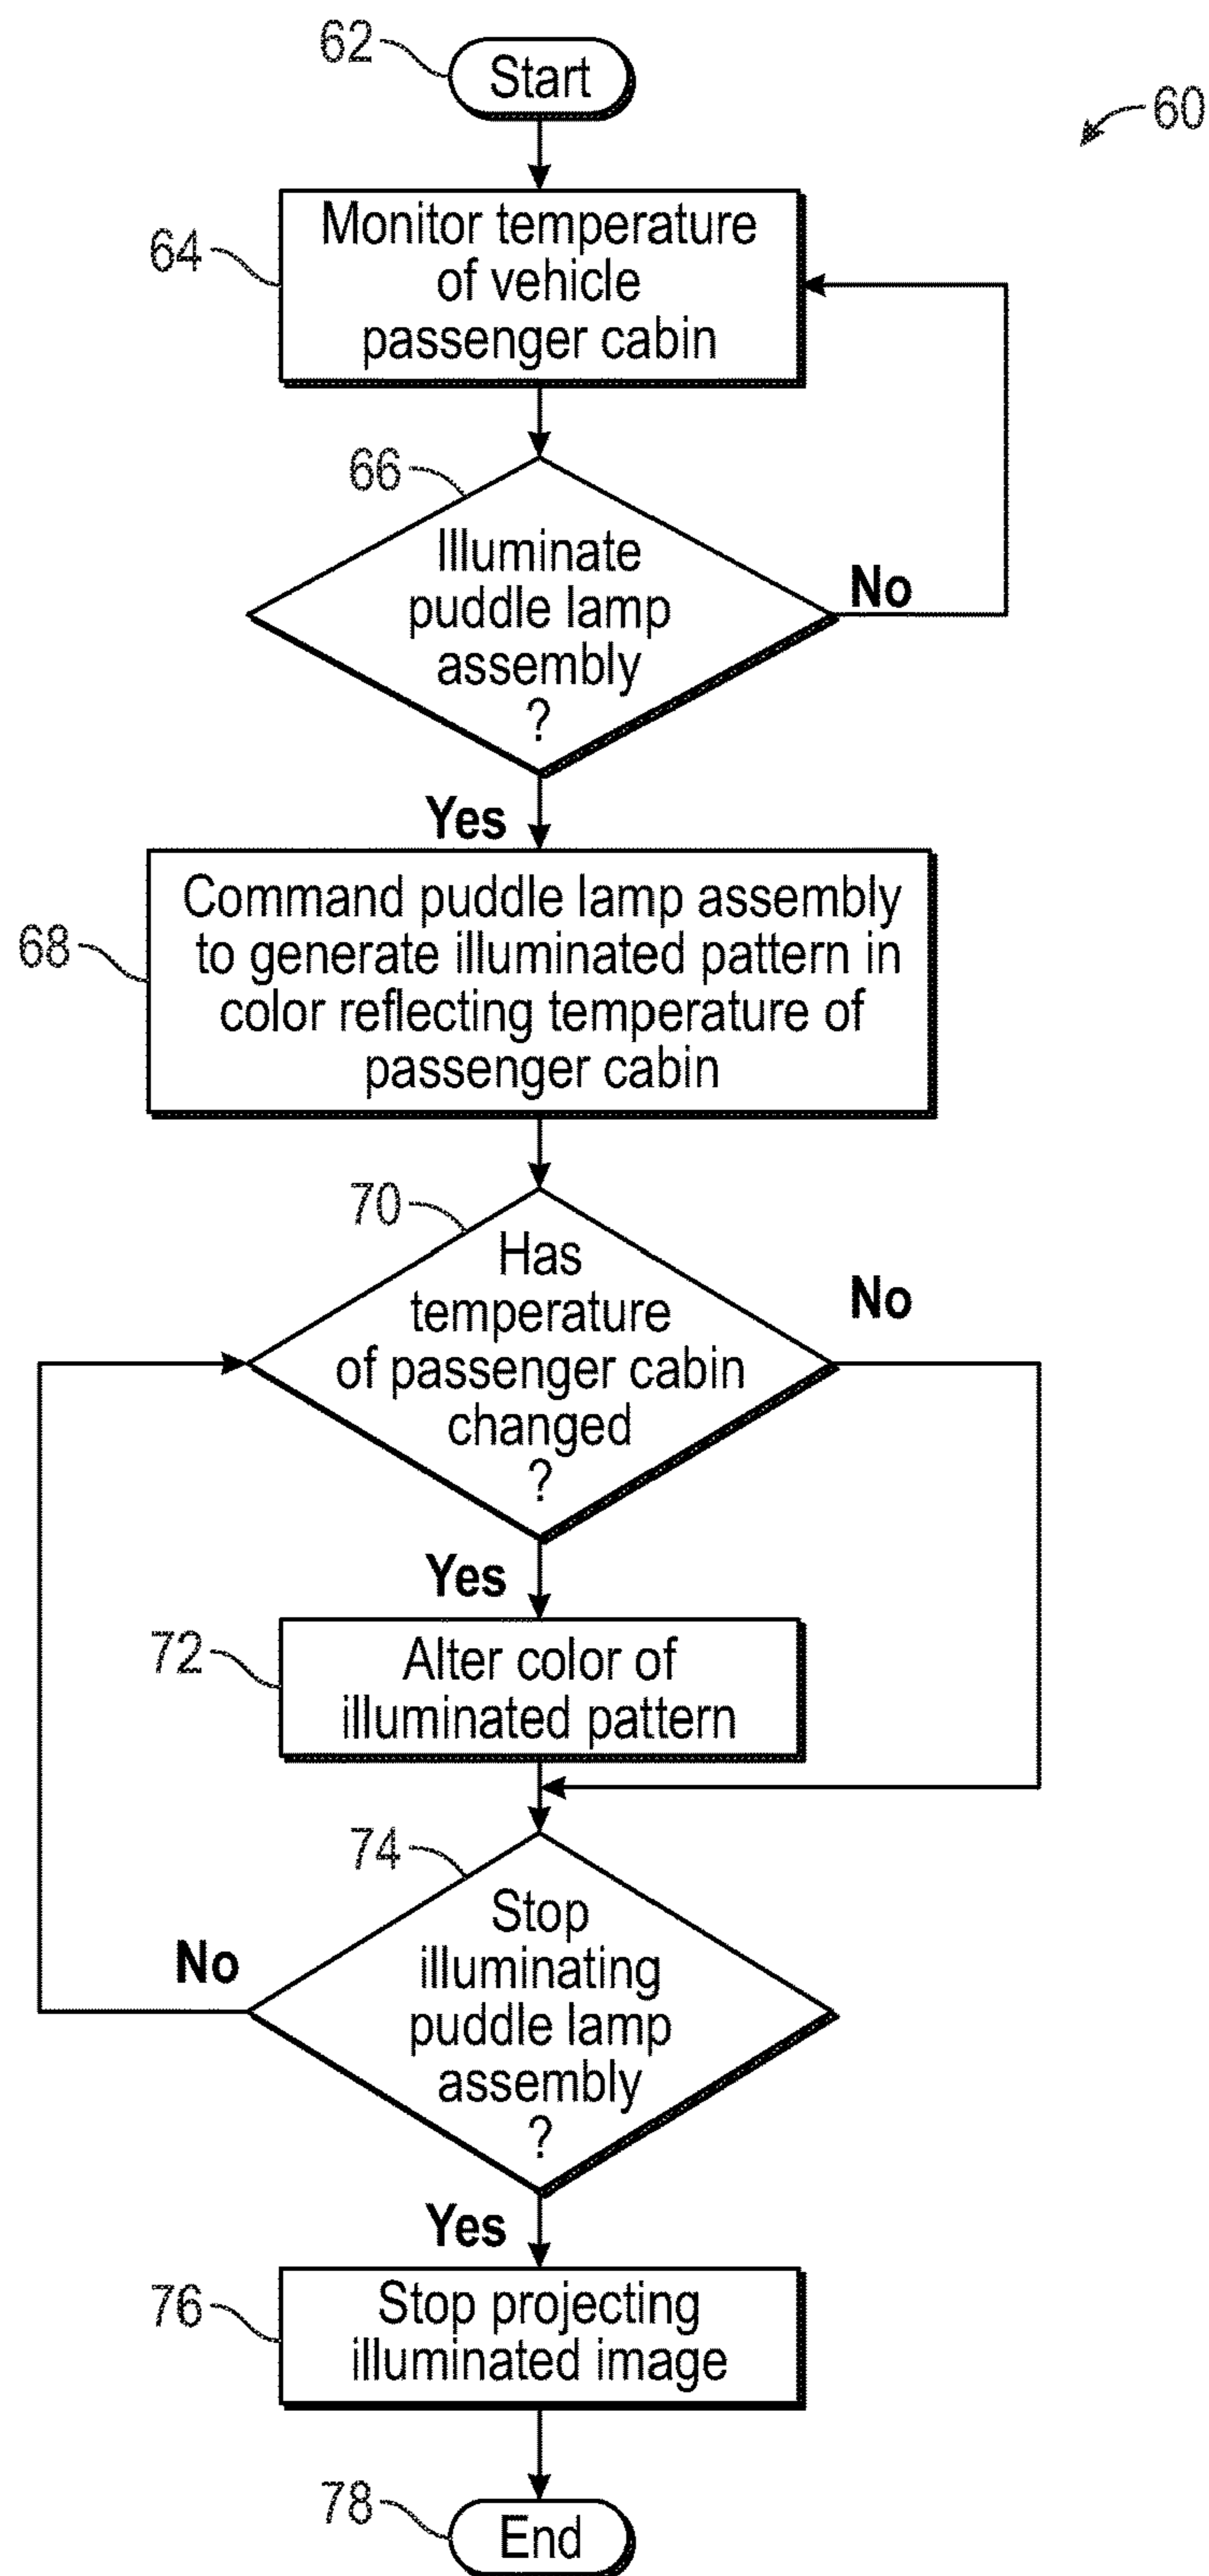 62
Start
60
64
Monitor temperature
of vehicle
passenger cabin
66
Illuminate
puddle lamp
assembly
?
No
Yes
68
Command puddle lamp assembly
to generate illuminated pattern in
color reflecting temperature of
passenger cabin
70
Has
temperature
of passenger cabin
changed
?
No
Yes
72
Alter color of
illuminated pattern
74
Stop
illuminating
puddle lamp
assembly
?
No
Yes
76
Stop projecting
illuminated image
78
End